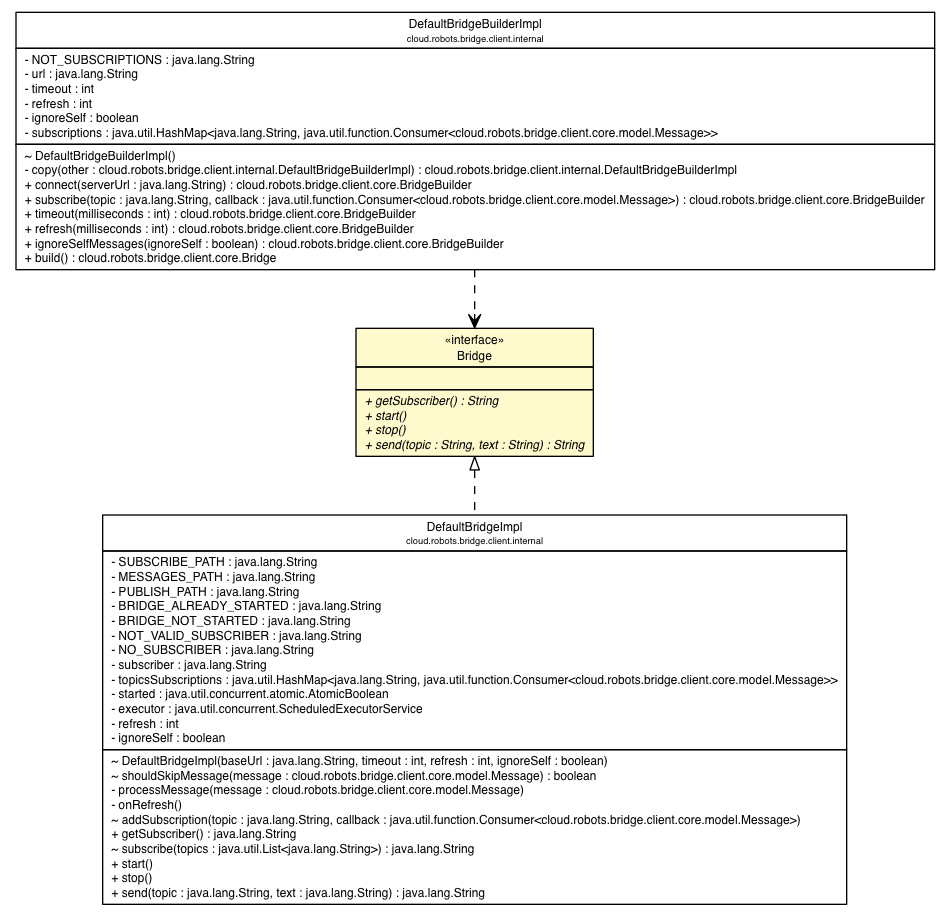 DefaultBridgeBuilderImpl
cloud.robots.bridge.client.internal
- NOT_SUBSCRIPTIONS : java.lang.String
- url : java.lang.String
- timeout : int
- refresh : int
- ignoreSelf : boolean
- subscriptions : java.util.HashMap<java.lang.String, java.util.function.Consumer<cloud.robots.bridge.client.core.model.Message>>
~ DefaultBridgeBuilderImpl()
- copy(other : cloud.robots.bridge.client.internal.DefaultBridgeBuilderImpl) : cloud.robots.bridge.client.internal.DefaultBridgeBuilderImpl
+ connect(serverUrl : java.lang.String) : cloud.robots.bridge.client.core.BridgeBuilder
+ subscribe(topic : java.lang.String, callback : java.util.function.Consumer<cloud.robots.bridge.client.core.model.Message>) : cloud.robots.bridge.client.core.BridgeBuilder
+ timeout(milliseconds : int) : cloud.robots.bridge.client.core.BridgeBuilder
+ refresh(milliseconds : int) : cloud.robots.bridge.client.core.BridgeBuilder
+ ignoreSelfMessages(ignoreSelf : boolean) : cloud.robots.bridge.client.core.BridgeBuilder
+ build() : cloud.robots.bridge.client.core.Bridge
«interface»
Bridge
+ getSubscriber() : String
+ start()
+ stop()
+ send(topic : String, text : String) : String
DefaultBridgeImpl
cloud.robots.bridge.client.internal
- SUBSCRIBE_PATH : java.lang.String
- MESSAGES_PATH : java.lang.String
- PUBLISH_PATH : java.lang.String
- BRIDGE_ALREADY_STARTED : java.lang.String
- BRIDGE_NOT_STARTED : java.lang.String
- NOT_VALID_SUBSCRIBER : java.lang.String
- NO_SUBSCRIBER : java.lang.String
- subscriber : java.lang.String
- topicsSubscriptions : java.util.HashMap<java.lang.String, java.util.function.Consumer<cloud.robots.bridge.client.core.model.Message>>
- started : java.util.concurrent.atomic.AtomicBoolean
- executor : java.util.concurrent.ScheduledExecutorService
- refresh : int
- ignoreSelf : boolean
~ DefaultBridgeImpl(baseUrl : java.lang.String, timeout : int, refresh : int, ignoreSelf : boolean)
~ shouldSkipMessage(message : cloud.robots.bridge.client.core.model.Message) : boolean
- processMessage(message : cloud.robots.bridge.client.core.model.Message)
- onRefresh()
~ addSubscription(topic : java.lang.String, callback : java.util.function.Consumer<cloud.robots.bridge.client.core.model.Message>)
+ getSubscriber() : java.lang.String
~ subscribe(topics : java.util.List<java.lang.String>) : java.lang.String
+ start()
+ stop()
+ send(topic : java.lang.String, text : java.lang.String) : java.lang.String